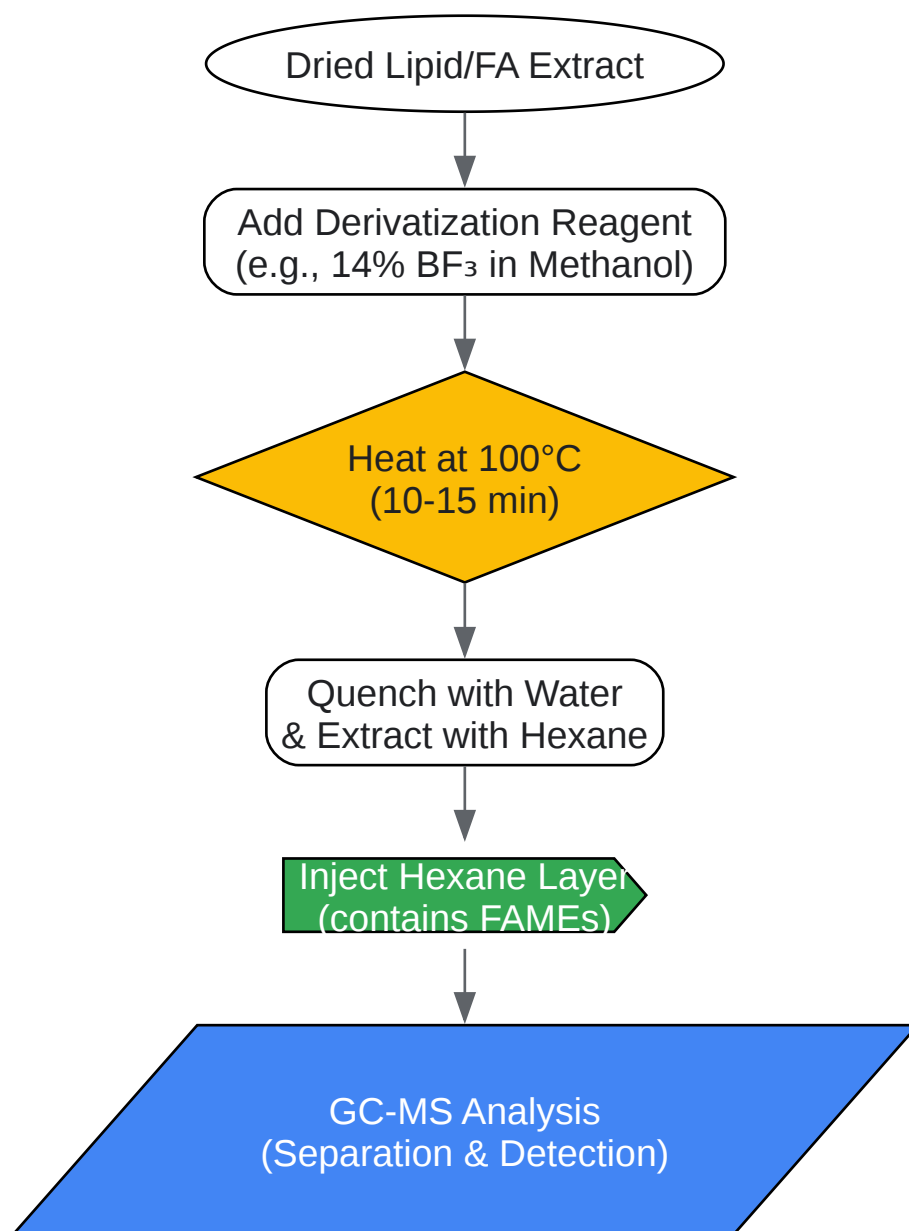 Dried Lipid/FA Extract
Add Derivatization Reagent
(e.g., 14% BF₃ in Methanol)
Heat at 100°C
(10-15 min)
Quench with Water
& Extract with Hexane
Inject Hexane Layer
(contains FAMEs)
GC-MS Analysis
(Separation & Detection)